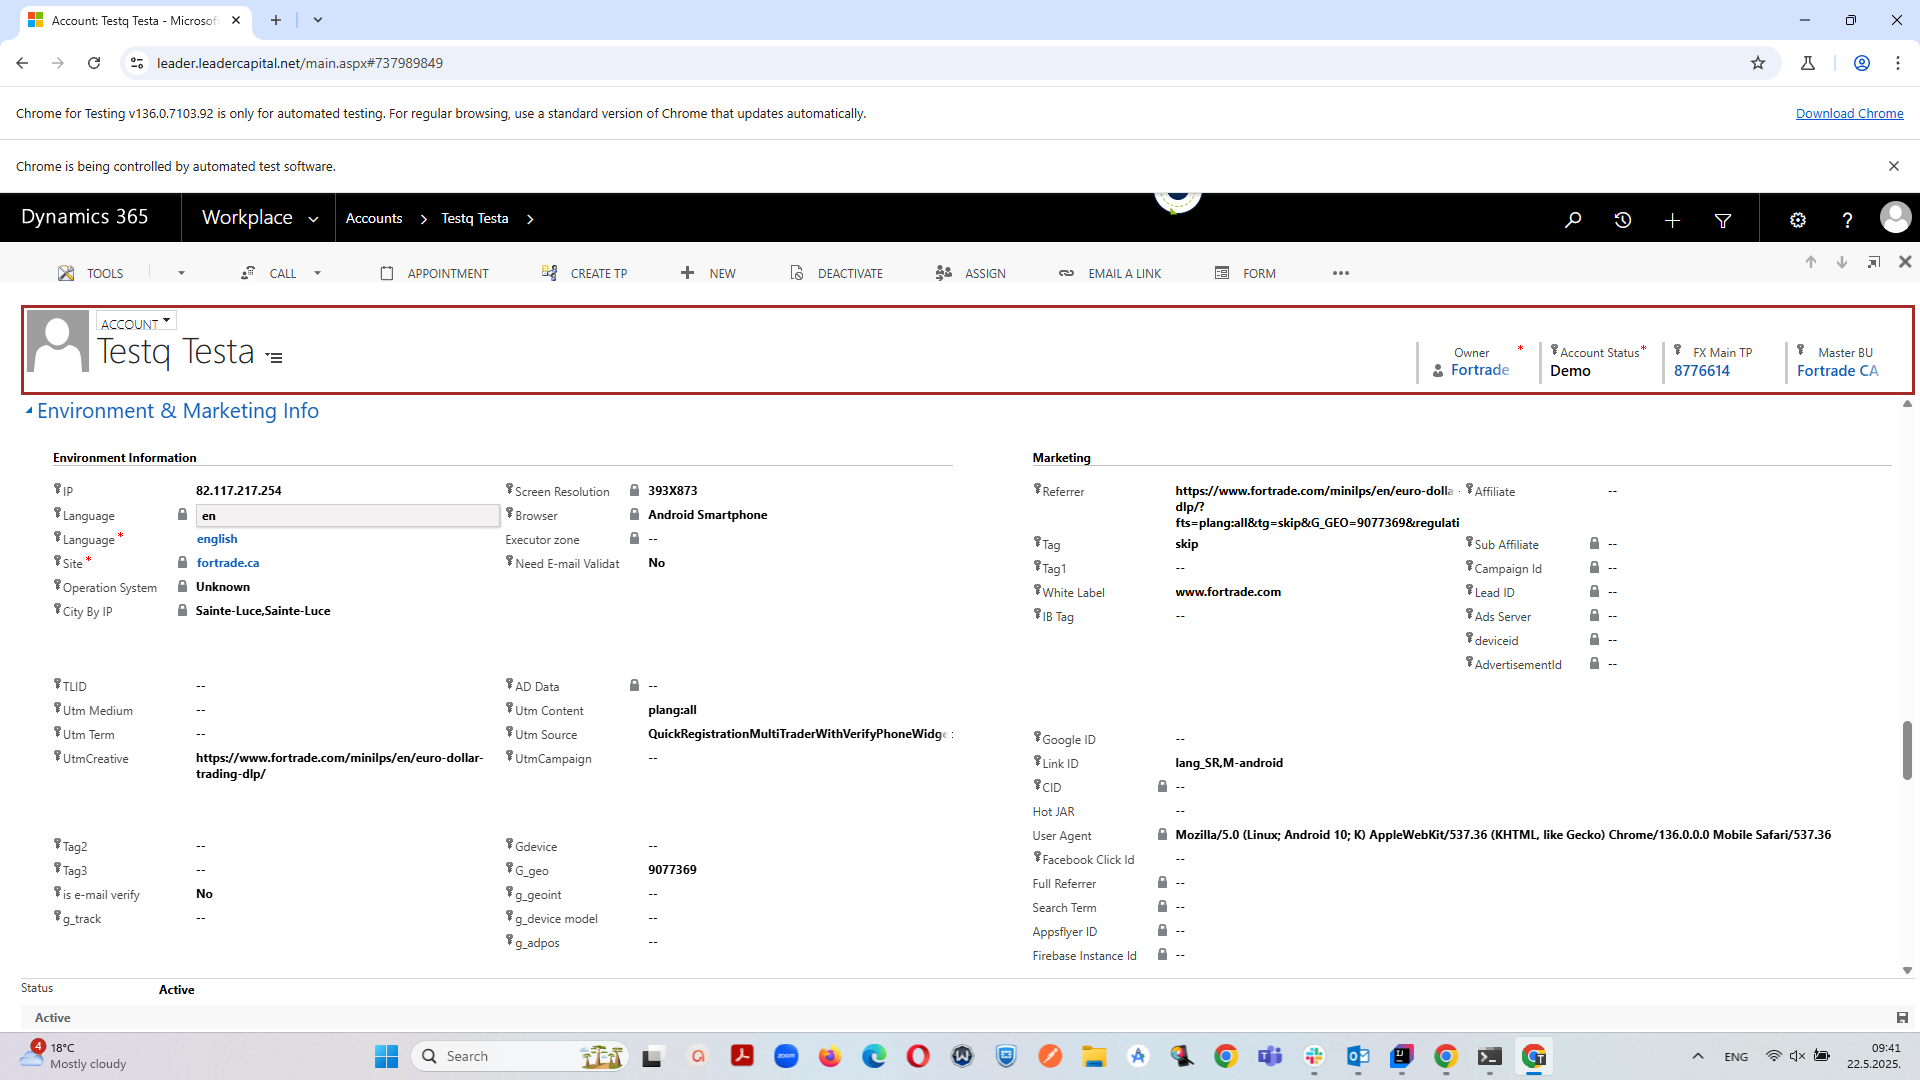 Account: Testq Testa - Microsof
leader.leadercapital.net/main.aspx#737989849
Chrome for Testing v136.0.7103.92 is only for automated testing. For regular browsing, use a standard version of Chrome that updates automatically.
Download Chrome
Chrome is being controlled by automated test software.
Dynamics 365
Workplace
Accounts
Testq Testa
TOOLS
CALL
APPOINTMENT
CREATE TP
NEW
DEACTIVATE
ASSIGN
EMAIL A LINK
FORM
ACCOUNT
Testq Testa
Owner *
Fortrade
Account Status *
Demo
FX Main TP
8776614
Master BU
Fortrade CA
Environment & Marketing Info
Environment Information
IP 82.117.217.254
Language en
Language * english
Site * fortrade.ca
Operation System Unknown
City By IP Sainte-Luce,Sainte-Luce
Screen Resolution 393X873
Browser Android Smartphone
Executor zone --
Need E-mail Validat No
TLID --
Utm Medium --
Utm Term --
UtmCreative https://www.fortrade.com/minilps/en/euro-dollar-
trading-dlp/
AD Data --
Utm Content plang:all
Utm Source QuickRegistrationMultiTraderWithVerifyPhoneWidge
UtmCampaign --
Tag2 --
Tag3 --
is e-mail verify No
g_track --
Gdevice --
G_geo 9077369
g_geoint --
g_device model --
g_adpos --
Marketing
Referrer https://www.fortrade.com/minilps/en/euro-dolla
dlp/?
fts=plang:all&tg=skip&G_GEO=9077369&regulati
Tag skip
Tag1 --
White Label www.fortrade.com
IB Tag --
Affiliate --
Sub Affiliate --
Campaign Id --
Lead ID --
Ads Server --
deviceid --
AdvertisementId --
Google ID --
Link ID lang_SR,M-android
CID --
Hot JAR --
User Agent Mozilla/5.0 (Linux; Android 10; K) AppleWebKit/537.36 (KHTML, like Gecko) Chrome/136.0.0.0 Mobile Safari/537.36
Facebook Click Id --
Full Referrer --
Search Term --
Appsflyer ID --
Firebase Instance Id --
Status Active
Active
4
18°C
Mostly cloudy
Search
zoom
ENG
09:41
22.5.2025.